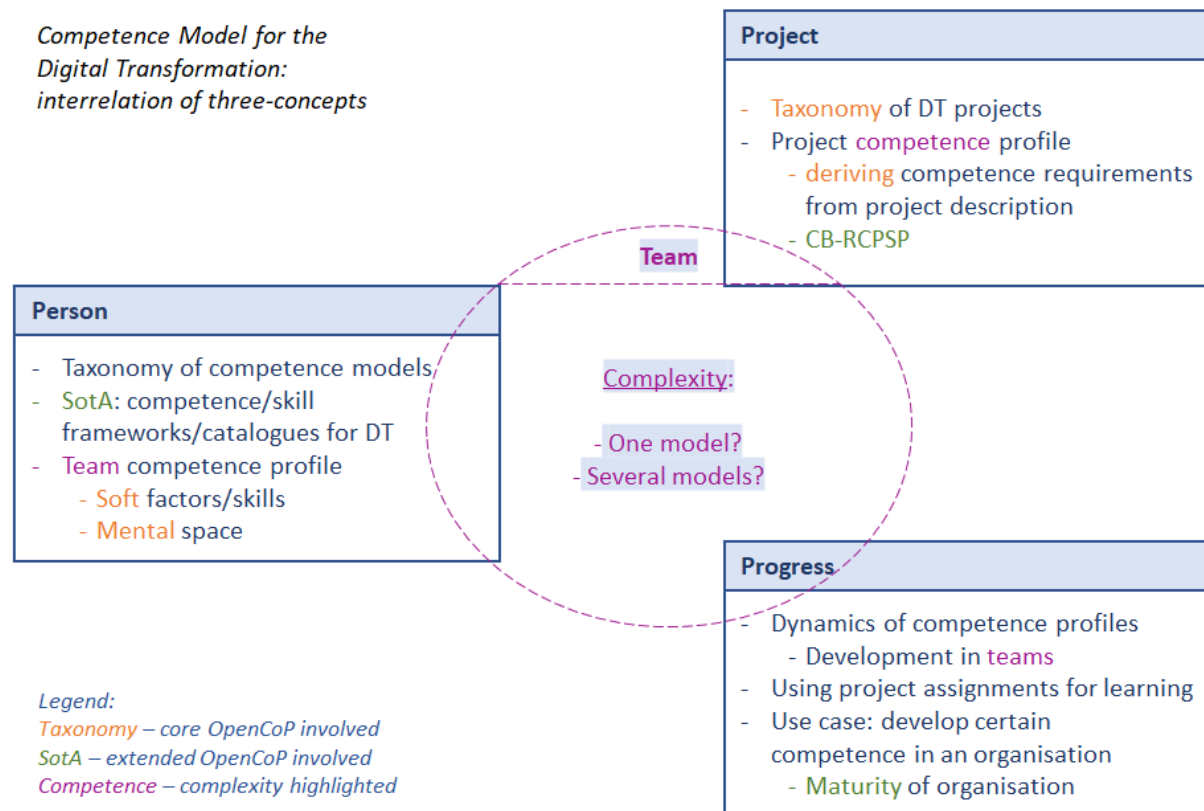 Competence Model for the
Digital Transformation:
interrelation of three-concepts
Project
- Taxonomy of DT projects
- Project competence profile
- deriving competence requirements
from project description
- CB-RCPSP
Team
Complexity:
- One model?
- Several models?
Person
- Taxonomy of competence models
- SotA: competence/skill
frameworks/catalogues for DT
- Team competence profile
- Soft factors/skills
- Mental space
Progress
- Dynamics of competence profiles
- Development in teams
- Using project assignments for learning
- Use case: develop certain
competence in an organisation
- Maturity of organisation
Legend:
Taxonomy – core OpenCoP involved
SotA – extended OpenCoP involved
Competence – complexity highlighted